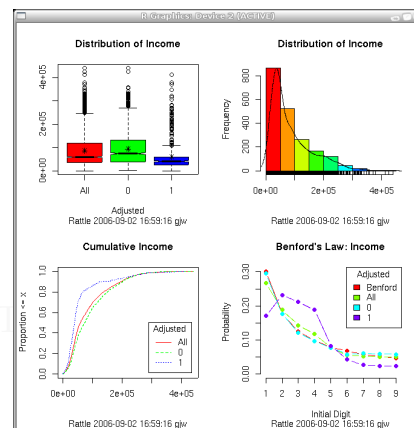 R Graphics: Device 2 (ACTIVE)
Distribution of Income
0e+00 2e+05 4e+05
All 0 1
Adjusted
Rattle 2006-09-02 16:59:16 gjw
Distribution of Income
Frequency
0 200 400 600 800
0e+00 2e+05 4e+05
Rattle 2006-09-02 16:59:16 gjw
Cumulative Income
Proportion <= x
0.0 0.2 0.4 0.6 0.8 1.0
Adjusted
All
0
1
0e+00 2e+05 4e+05
Rattle 2006-09-02 16:59:16 gjw
Benford's Law: Income
Probability
0.00 0.05 0.10 0.20 0.30
Adjusted
Benford
All
0
1
1 2 3 4 5 6 7 8 9
Initial Digit
Rattle 2006-09-02 16:59:16 gjw